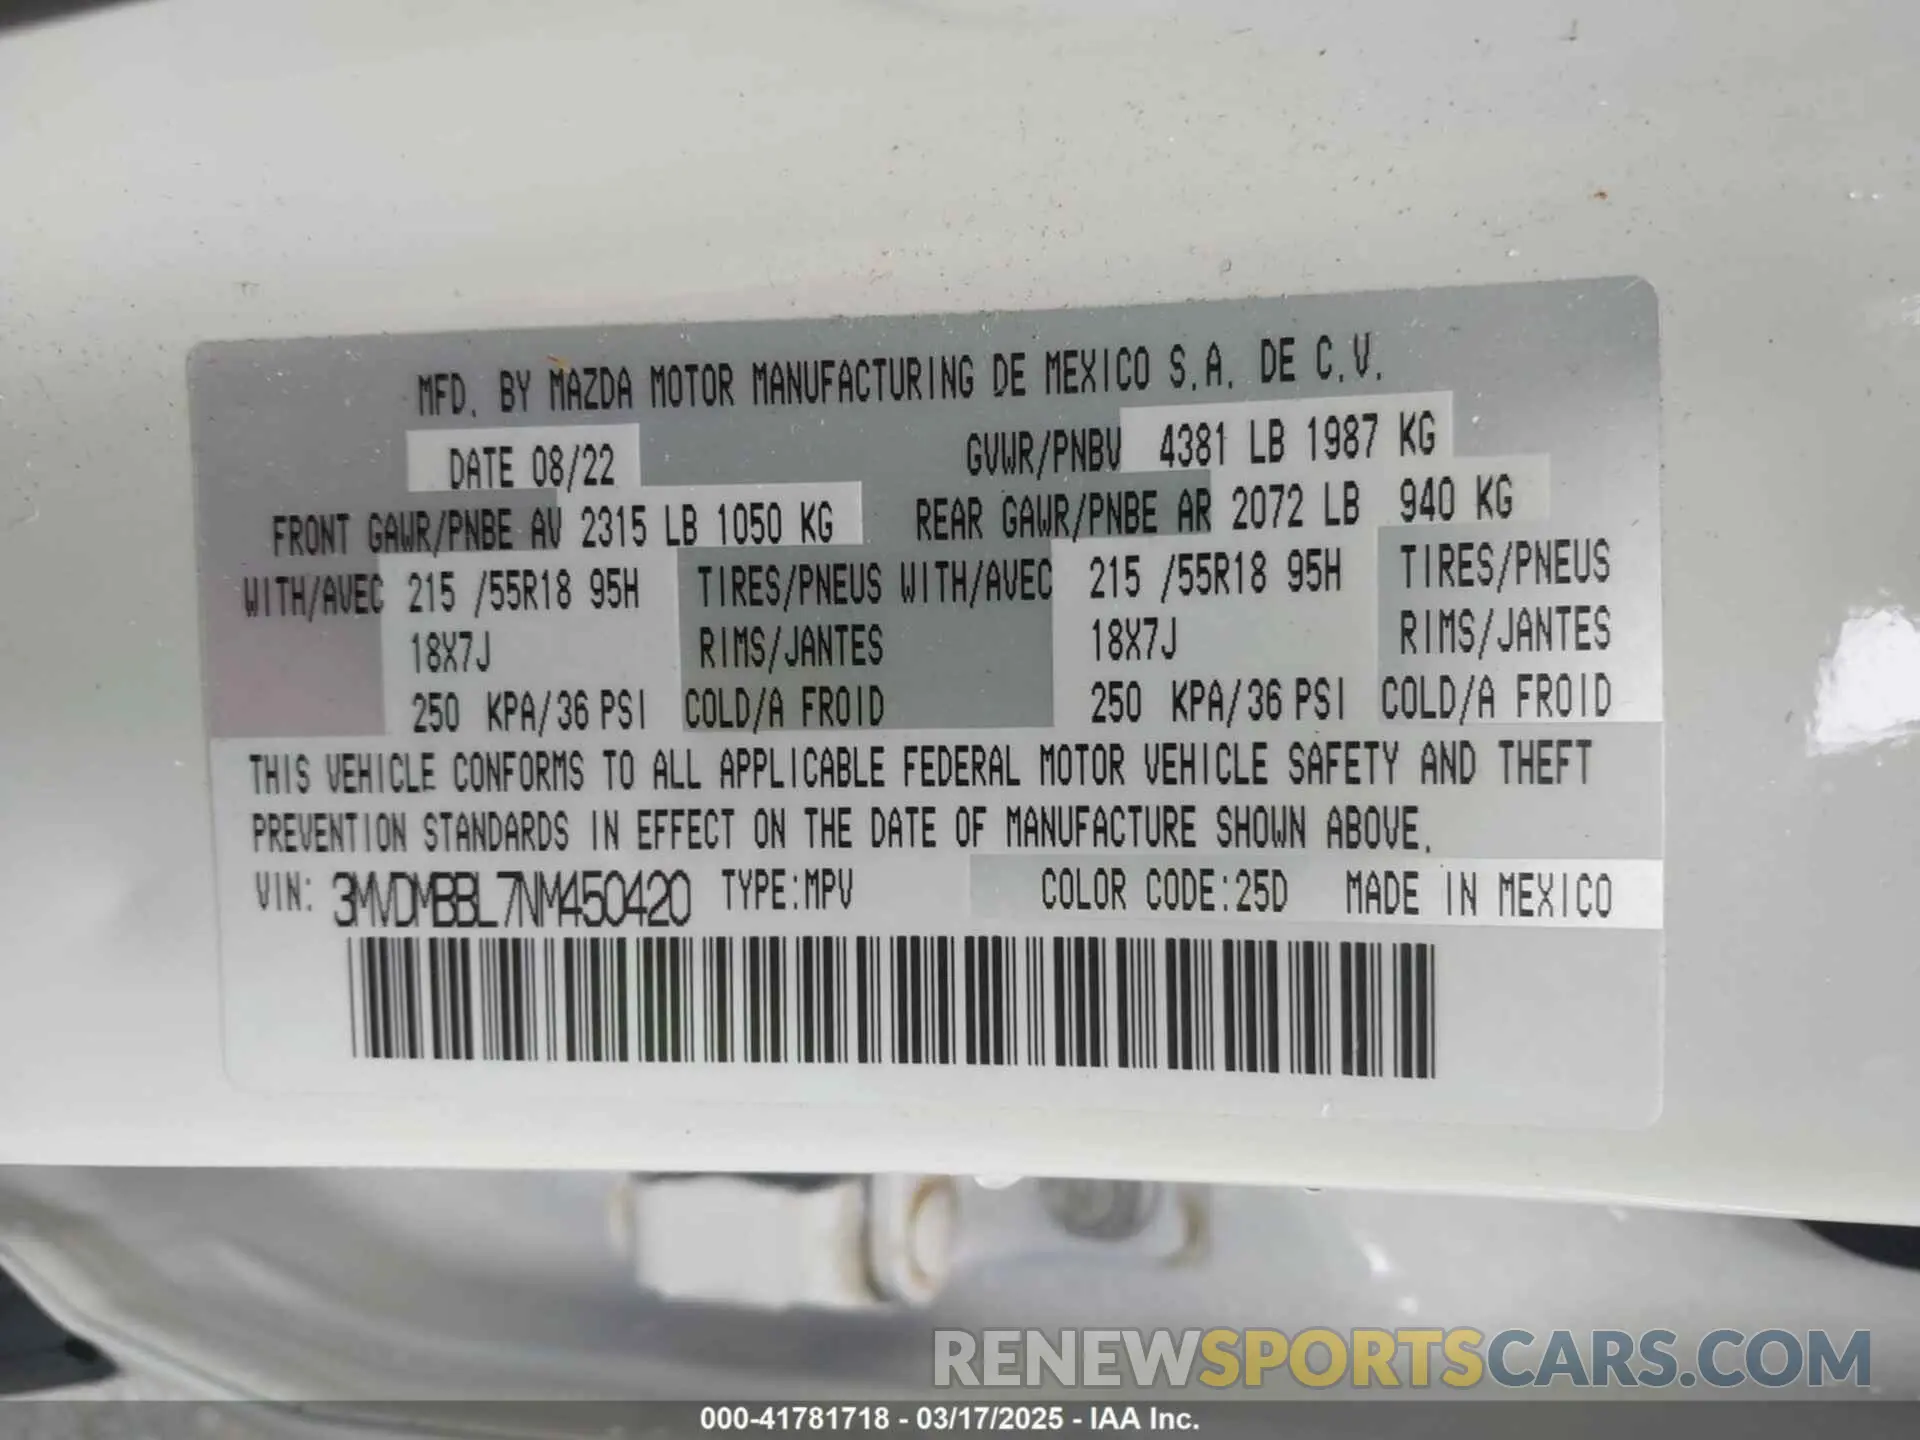 MFD. BY MAZDA MOTOR MANUFACTURING DE MEXICO S.A. DE C.V.
DATE 08/22 GVWR/PNBV 4381 LB 1987 KG
FRONT GAWR/PNBE AV 2315 LB 1050 KG REAR GAWR/PNBE AR 2072 LB 940 KG
WITH/AVEC 215 /55R18 95H TIRES/PNEUS WITH/AVEC 215 /55R18 95H TIRES/PNEUS
18X7J RIMS/JANTES 18X7J RIMS/JANTES
250 KPA/36 PSI COLD/A FROID 250 KPA/36 PSI COLD/A FROID
THIS VEHICLE CONFORMS TO ALL APPLICABLE FEDERAL MOTOR VEHICLE SAFETY AND THEFT
PREVENTION STANDARDS IN EFFECT ON THE DATE OF MANUFACTURE SHOWN ABOVE.
VIN: 3MVDMBBL7NM450420 TYPE:MPV COLOR CODE:25D MADE IN MEXICO
RENEWSPORTSCARS.COM
000-41781718 - 03/17/2025 - IAA Inc.